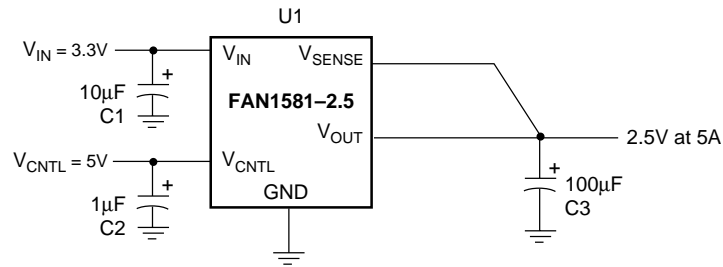 U1
V_IN = 3.3V
V_IN
V_SENSE
+
10μF
C1
FAN1581–2.5
V_OUT
2.5V at 5A
V_CNTL = 5V
V_CNTL
+
1μF
C2
GND
+
100μF
C3